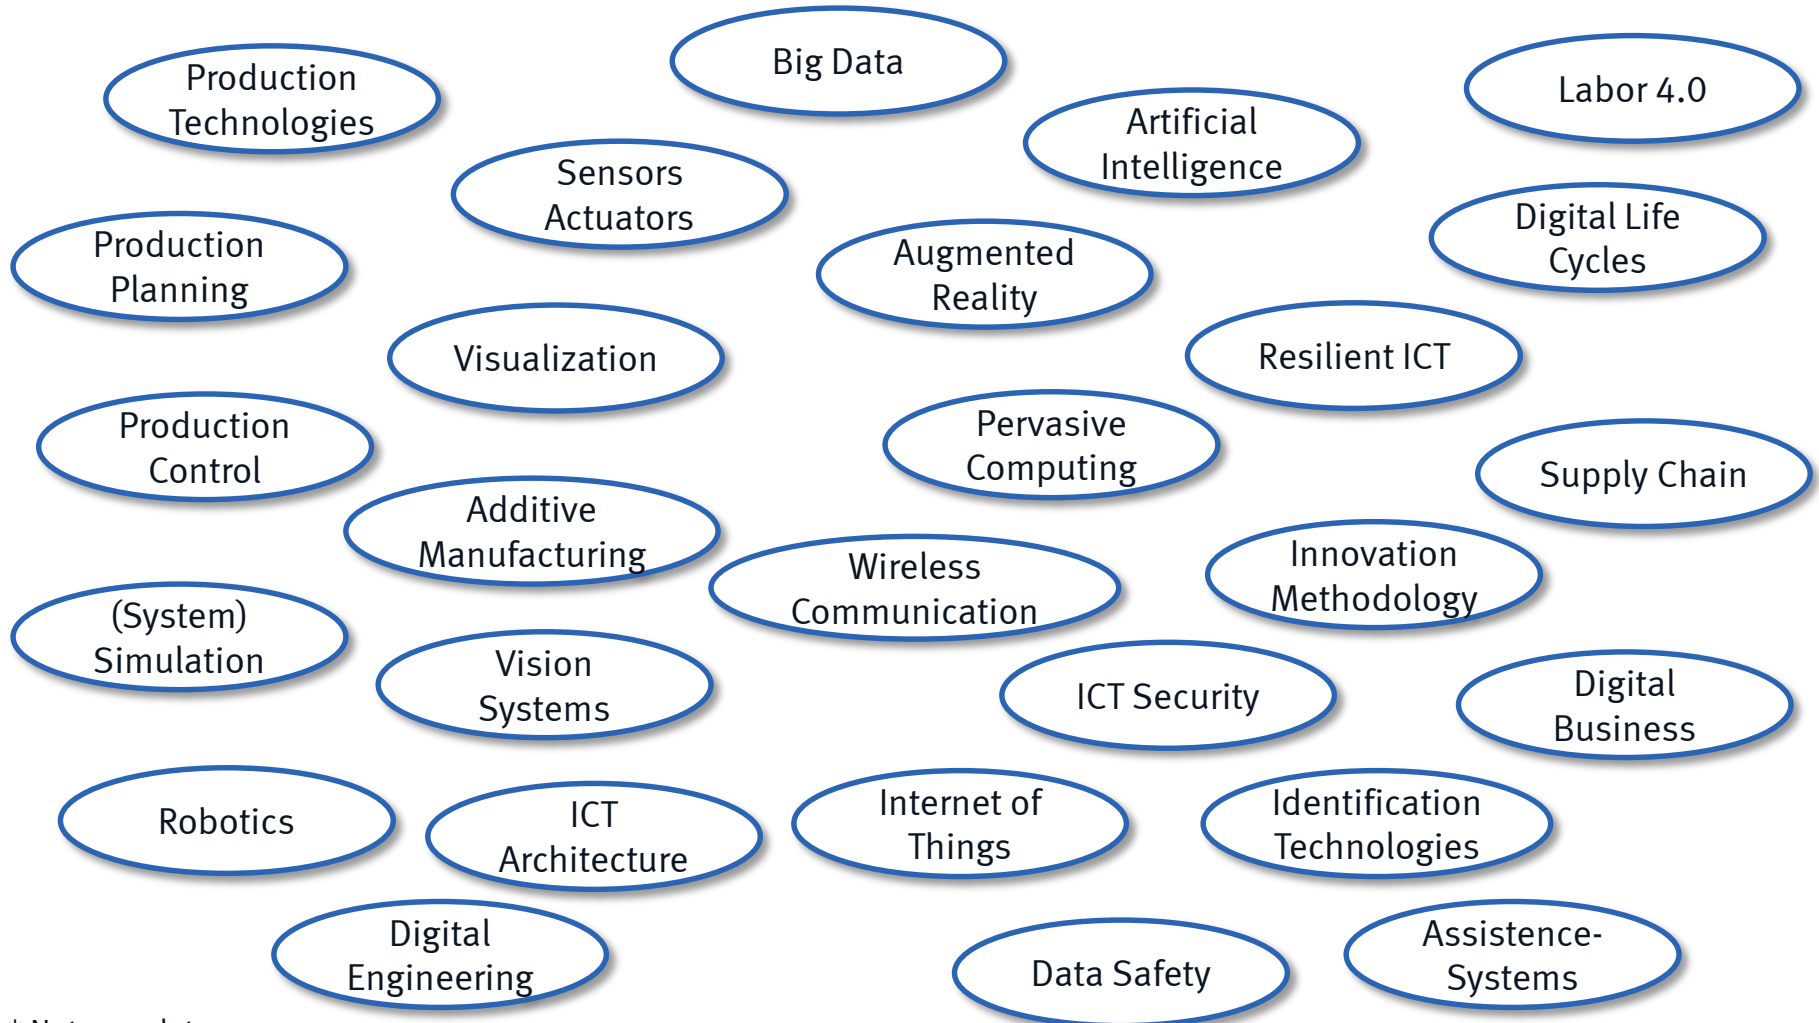 Big Data
Production
Technologies
Labor 4.0
Artificial
Intelligence
Sensors
Actuators
Digital Life
Cycles
Production
Planning
Augmented
Reality
Visualization
Resilient ICT
Production
Control
Pervasive
Computing
Supply Chain
Additive
Manufacturing
Wireless
Communication
Innovation
Methodology
(System)
Simulation
Vision
Systems
ICT Security
Digital
Business
Robotics
ICT
Architecture
Internet of
Things
Identification
Technologies
Digital
Engineering
Data Safety
Assistence-
Systems